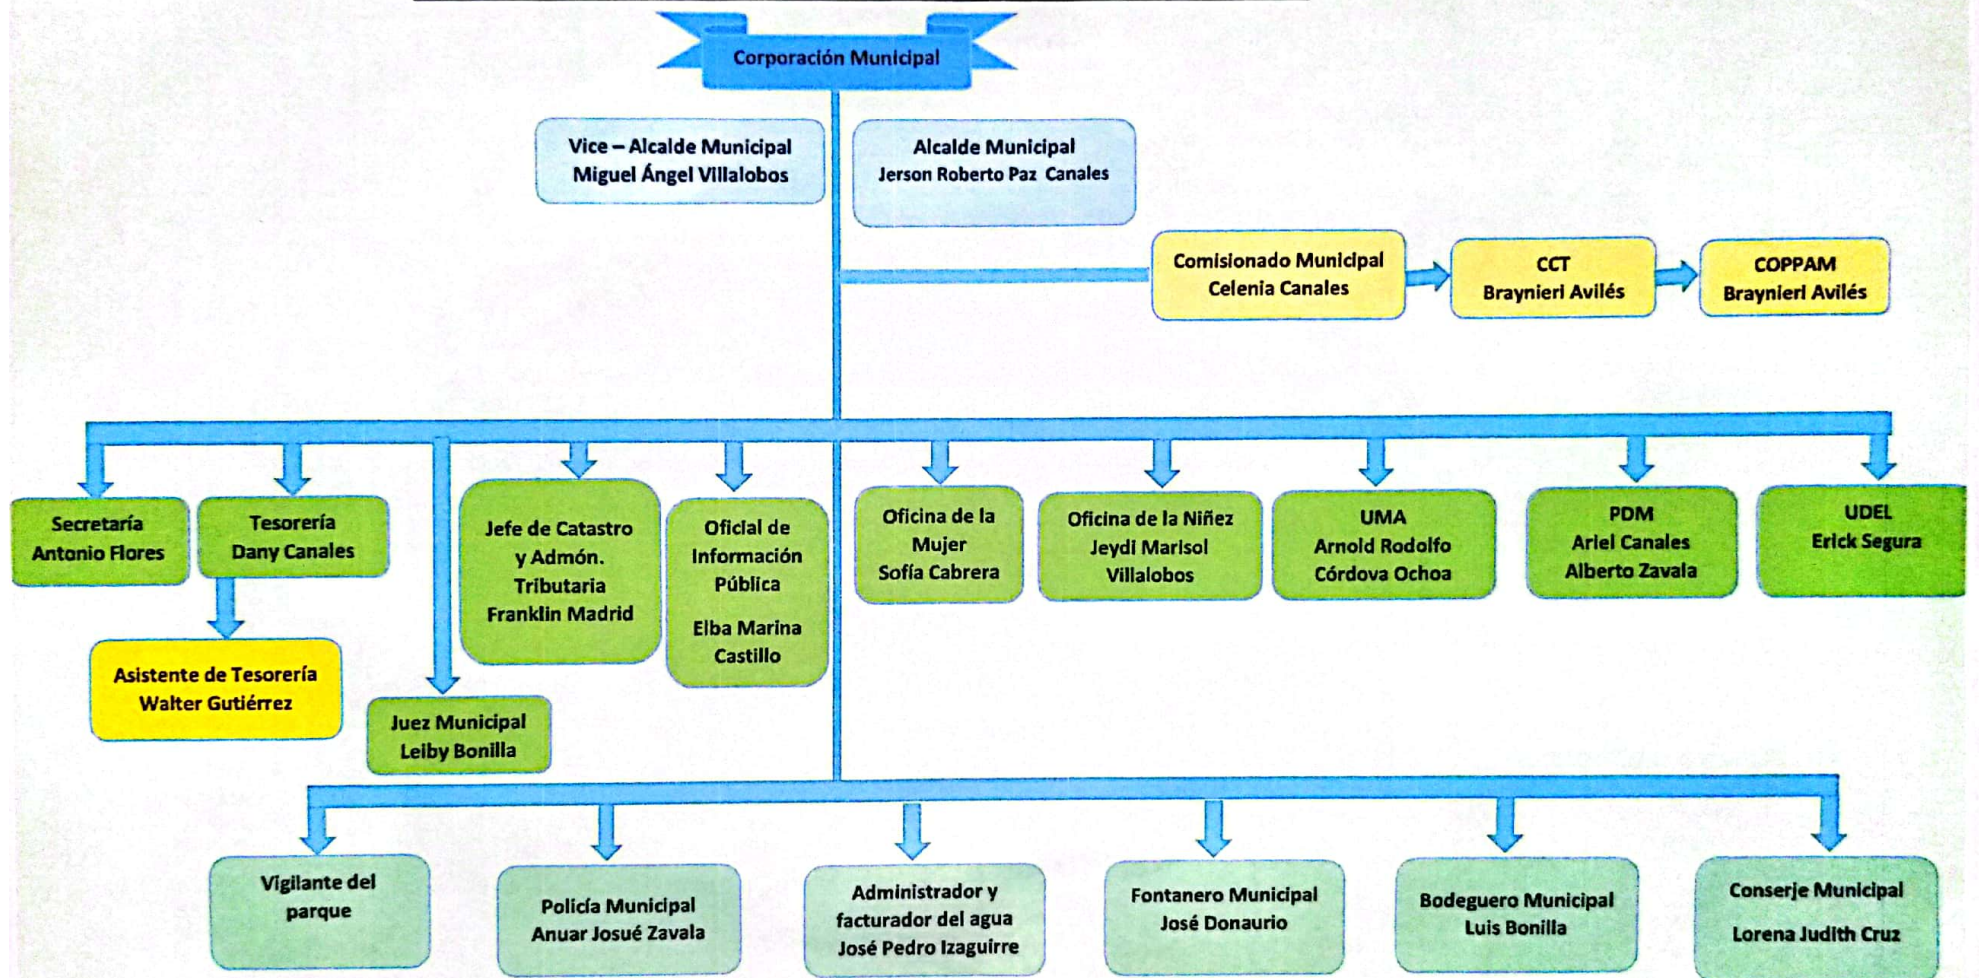 Corporación Municipal
Vice – Alcalde Municipal
Miguel Ángel Villalobos
Alcalde Municipal
Jerson Roberto Paz Canales
Comisionado Municipal
Celenia Canales
CCT
Braynieri Avilés
COPPAM
Braynieri Avilés
Secretaría
Antonio Flores
Tesorería
Dany Canales
Jefe de Catastro
y Admón.
Tributaria
Franklin Madrid
Oficial de
Información
Pública
Elba Marina
Castillo
Oficina de la
Mujer
Sofía Cabrera
Oficina de la Niñez
Jeydi Marisol
Villalobos
UMA
Arnold Rodolfo
Córdova Ochoa
PDM
Ariel Canales
Alberto Zavala
UDEL
Erick Segura
Asistente de Tesorería
Walter Gutiérrez
Juez Municipal
Leiby Bonilla
Vigilante del
parque
Policía Municipal
Anuar Josué Zavala
Administrador y
facturador del agua
José Pedro Izaguirre
Fontanero Municipal
José Donaurio
Bodeguero Municipal
Luis Bonilla
Conserje Municipal
Lorena Judith Cruz